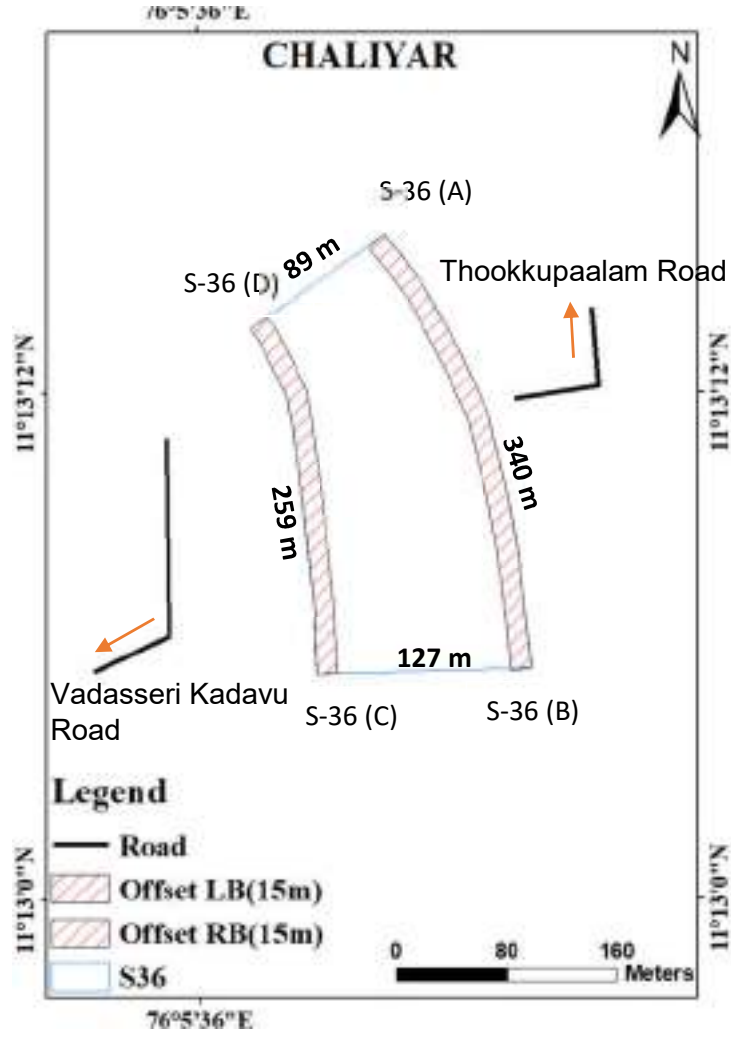 76°5'36"E
CHALIYAR
N
S-36 (A)
89 m
S-36 (D)
Thookkupaalam Road
11°13'12"N
11°13'12"N
340 m
259 m
127 m
Vadasseri Kadavu
Road
S-36 (C)
S-36 (B)
Legend
Road
Offset LB(15m)
Offset RB(15m)
S36
11°13'0"N
11°13'0"N
0 80 160
Meters
76°5'36"E